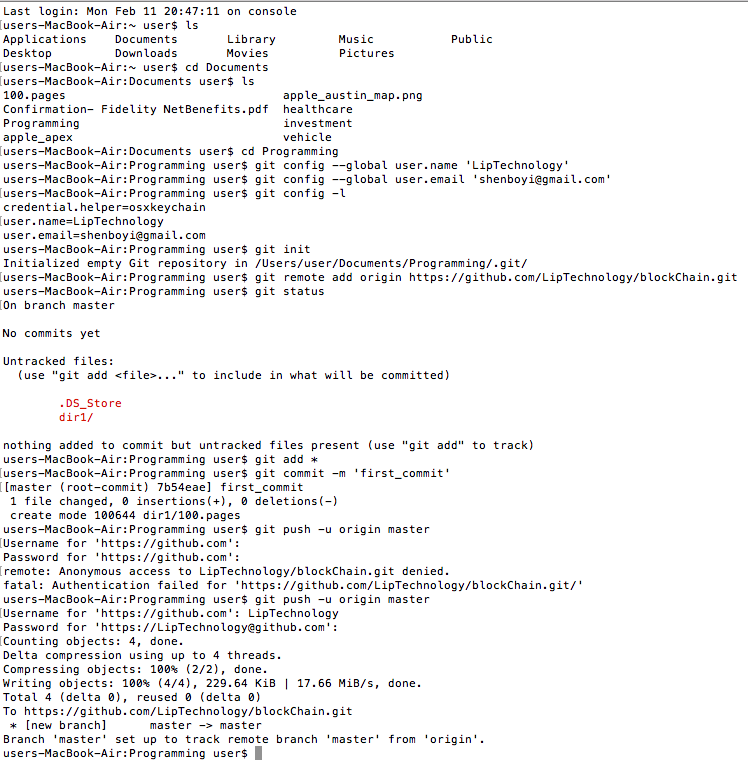 Last login: Mon Feb 11 20:47:11 on console
[users-MacBook-Air:~ user$ ls
Applications    Documents       Library         Music           Public
Desktop         Downloads       Movies          Pictures
[users-MacBook-Air:~ user$ cd Documents
[users-MacBook-Air:Documents user$ ls
100.pages                               apple_austin_map.png
Confirmation- Fidelity NetBenefits.pdf  healthcare
Programming                             investment
apple_apex                              vehicle
[users-MacBook-Air:Documents user$ cd Programming
users-MacBook-Air:Programming user$ git config --global user.name 'LipTechnology'
users-MacBook-Air:Programming user$ git config --global user.email 'shenboyi@gmail.com'
[users-MacBook-Air:Programming user$ git config -l
credential.helper=osxkeychain
[user.name=LipTechnology
user.email=shenboyi@gmail.com
users-MacBook-Air:Programming user$ git init
Initialized empty Git repository in /Users/user/Documents/Programming/.git/
[users-MacBook-Air:Programming user$ git remote add origin https://github.com/LipTechnology/blockChain.git
users-MacBook-Air:Programming user$ git status
[On branch master

No commits yet

Untracked files:
  (use "git add <file>..." to include in what will be committed)

        .DS_Store
        dir1/

nothing added to commit but untracked files present (use "git add" to track)
users-MacBook-Air:Programming user$ git add *
[users-MacBook-Air:Programming user$ git commit -m 'first_commit'
[[master (root-commit) 7b54eae] first_commit
 1 file changed, 0 insertions(+), 0 deletions(-)
 create mode 100644 dir1/100.pages
users-MacBook-Air:Programming user$ git push -u origin master
[Username for 'https://github.com':
Password for 'https://github.com':
[remote: Anonymous access to LipTechnology/blockChain.git denied.
fatal: Authentication failed for 'https://github.com/LipTechnology/blockChain.git/'
users-MacBook-Air:Programming user$ git push -u origin master
[Username for 'https://github.com': LipTechnology
Password for 'https://LipTechnology@github.com':
[Counting objects: 4, done.
Delta compression using up to 4 threads.
Compressing objects: 100% (2/2), done.
Writing objects: 100% (4/4), 229.64 KiB | 17.66 MiB/s, done.
Total 4 (delta 0), reused 0 (delta 0)
To https://github.com/LipTechnology/blockChain.git
 * [new branch]      master -> master
Branch 'master' set up to track remote branch 'master' from 'origin'.
users-MacBook-Air:Programming user$